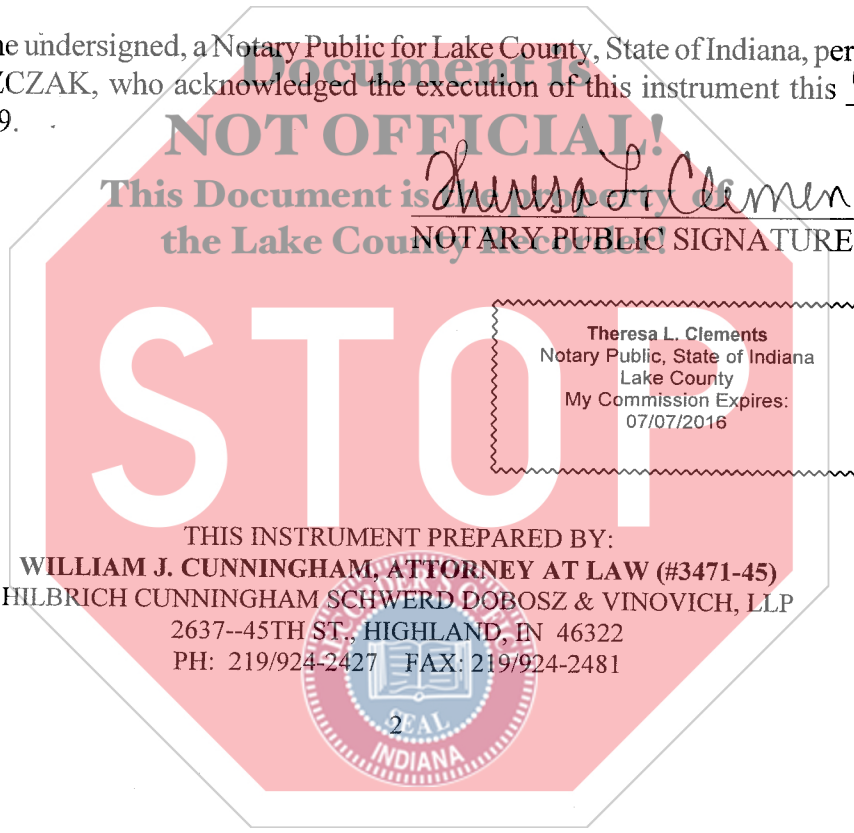 ne undersigned, a Notary Public for Lake County, State of Indiana, per
ZCZAK, who acknowledged the execution of this instrument this
9.
Document is
NOT OFFICIAL!
This Document is the property of
the Lake County Recorder!
Theresa L. Clemen
NOTARY PUBLIC SIGNATURE
Theresa L. Clements
Notary Public, State of Indiana
Lake County
My Commission Expires:
07/07/2016
STOP
THIS INSTRUMENT PREPARED BY:
WILLIAM J. CUNNINGHAM, ATTORNEY AT LAW (#3471-45)
HILBRICH CUNNINGHAM SCHWERD DOBOSZ & VINOVICH, LLP
2637--45TH ST., HIGHLAND, IN 46322
PH: 219/924-2427 FAX: 219/924-2481
2
RECORDER'S OFFICE
SEAL
INDIANA